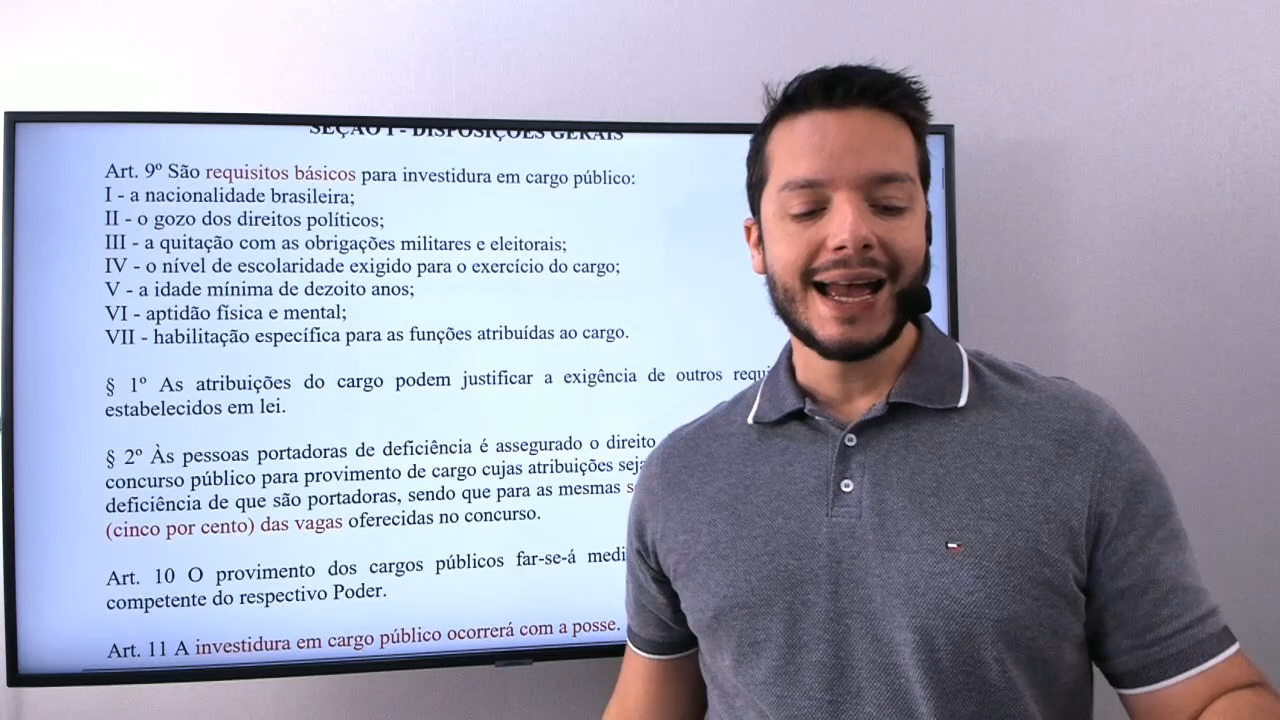 SEÇÃO I - DISPOSIÇÕES GERAIS
Art. 9º São requisitos básicos para investidura em cargo público:
I - a nacionalidade brasileira;
II - o gozo dos direitos políticos;
III - a quitação com as obrigações militares e eleitorais;
IV - o nível de escolaridade exigido para o exercício do cargo;
V - a idade mínima de dezoito anos;
VI - aptidão física e mental;
VII - habilitação específica para as funções atribuídas ao cargo.
§ 1º As atribuições do cargo podem justificar a exigência de outros
estabelecidos em lei.
§ 2º Às pessoas portadoras de deficiência é assegurado o direito
concurso público para provimento de cargo cujas atribuições
deficiência de que são portadoras, sendo que para as mesmas
(cinco por cento) das vagas oferecidas no concurso.
Art. 10 O provimento dos cargos públicos far-se-á
competente do respectivo Poder.
Art. 11 A investidura em cargo público ocorrerá com a posse.